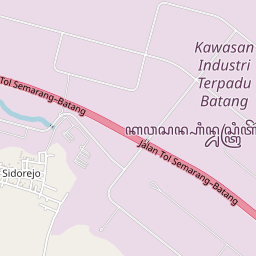 Kawasan
Industri
Terpadu
Batang
Tol Semarang-Batang
Jalan Tol Semarang-Batang
Sidorejo